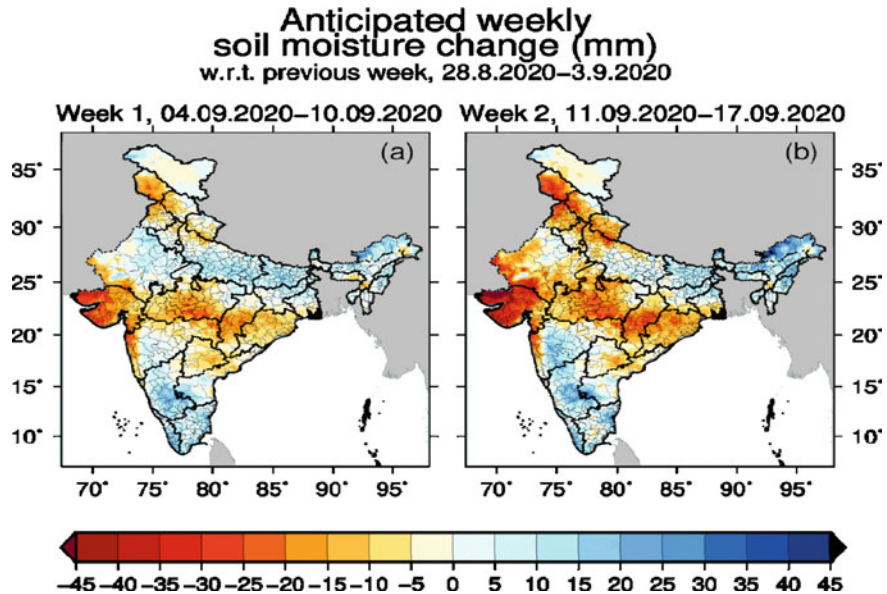 Anticipated weekly
soil moisture change (mm)
w.r.t. previous week, 28.8.2020−3.9.2020
Week 1, 04.09.2020−10.09.2020
Week 2, 11.09.2020−17.09.2020
(a)
(b)
35° 35°
30° 30°
25° 25°
20° 20°
15° 15°
10° 10°
70° 75° 80° 85° 90° 95° 70° 75° 80° 85° 90° 95°
−45 −40 −35 −30 −25 −20 −15 −10 −5 0 5 10 15 20 25 30 35 40 45